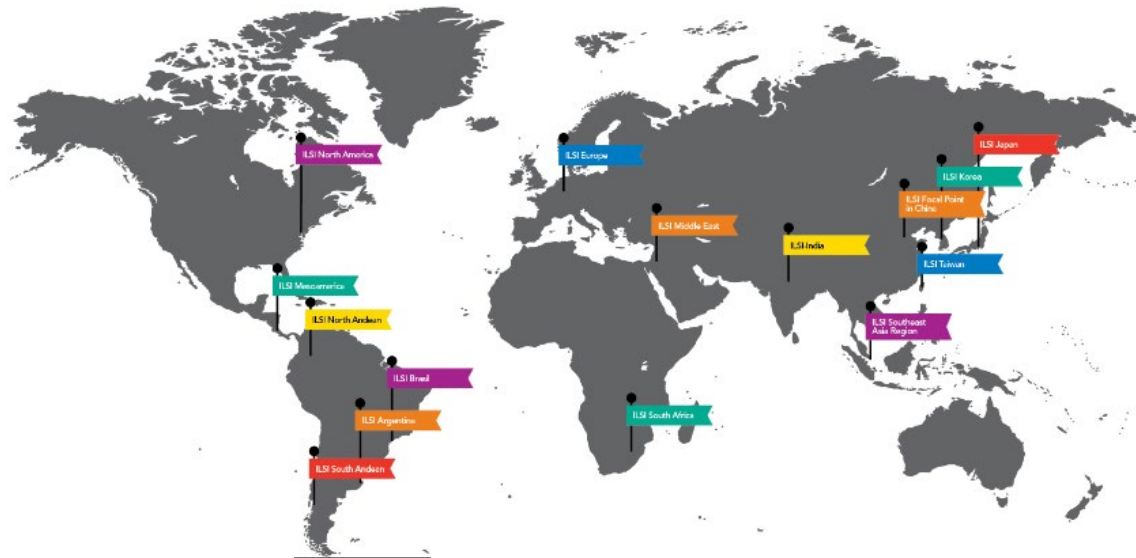 ILSI North America
ILSI Europe
ILSI Japan
ILSI Korea
ILSI Focal Point
in China
ILSI Middle East
ILSI-India
ILSI Taiwan
ILSI Mesoamerica
ILSI North Andean
ILSI Southeast
Asia Region
ILSI Brasil
ILSI Argentina
ILSI South Africa
ILSI South Andean